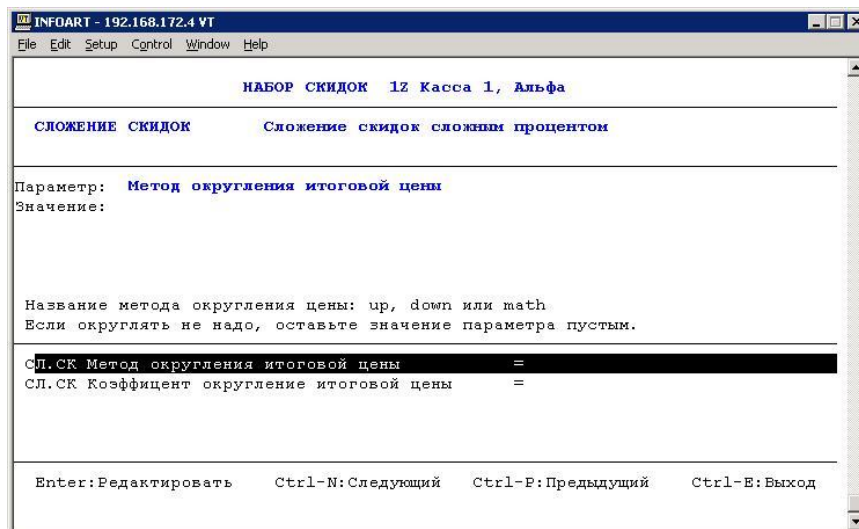 INFOART - 192.168.172.4 VT
File Edit Setup Control Window Help
НАБОР СКИДОК 1Z Касса 1, Альфа
СЛОЖЕНИЕ СКИДОК Сложение скидок сложным процентом
Параметр: Метод округления итоговой цены
Значение:
Название метода округления цены: up, down или math
Если округлять не надо, оставьте значение параметра пустым.
СЛ.СК Метод округления итоговой цены =
СЛ.СК Коэффицент округление итоговой цены =
Enter:Редактировать Ctrl-N:Следующий Ctrl-P:Предыдущий Ctrl-E:Выход